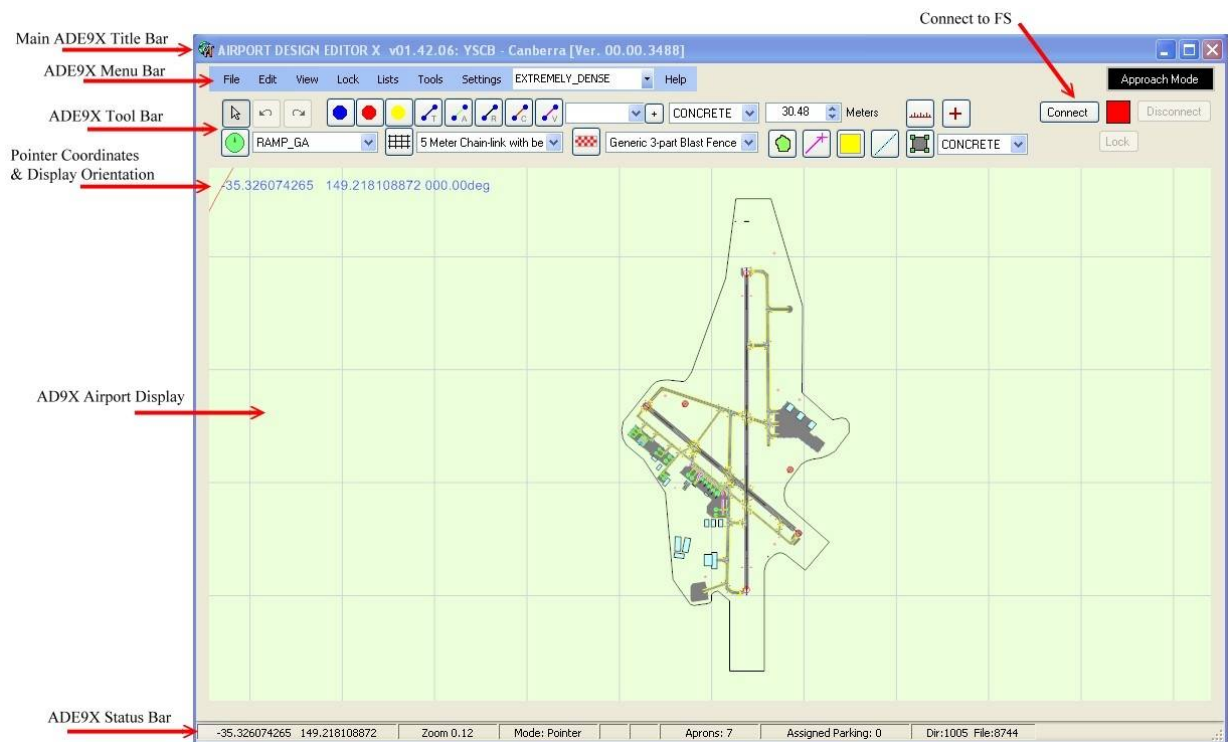 Connect to FS
Main ADE9X Title Bar
AIRPORT DESIGN EDITOR X v01.42.06: YSCB - Canberra [Ver. 00.00.3488]
ADE9X Menu Bar
File Edit View Lock Lists Tools Settings EXTREMELY_DENSE Help
Approach Mode
ADE9X Tool Bar
T A R C V + CONCRETE 30.48 Meters Connect Disconnect
RAMP_GA 5 Meter Chain-link with be Generic 3-part Blast Fence CONCRETE Lock
Pointer Coordinates
& Display Orientation
-35.326074265 149.218108872 000.00deg
AD9X Airport Display
ADE9X Status Bar
-35.326074265 149.218108872 Zoom 0.12 Mode: Pointer Aprons: 7 Assigned Parking: 0 Dir:1005 File:8744